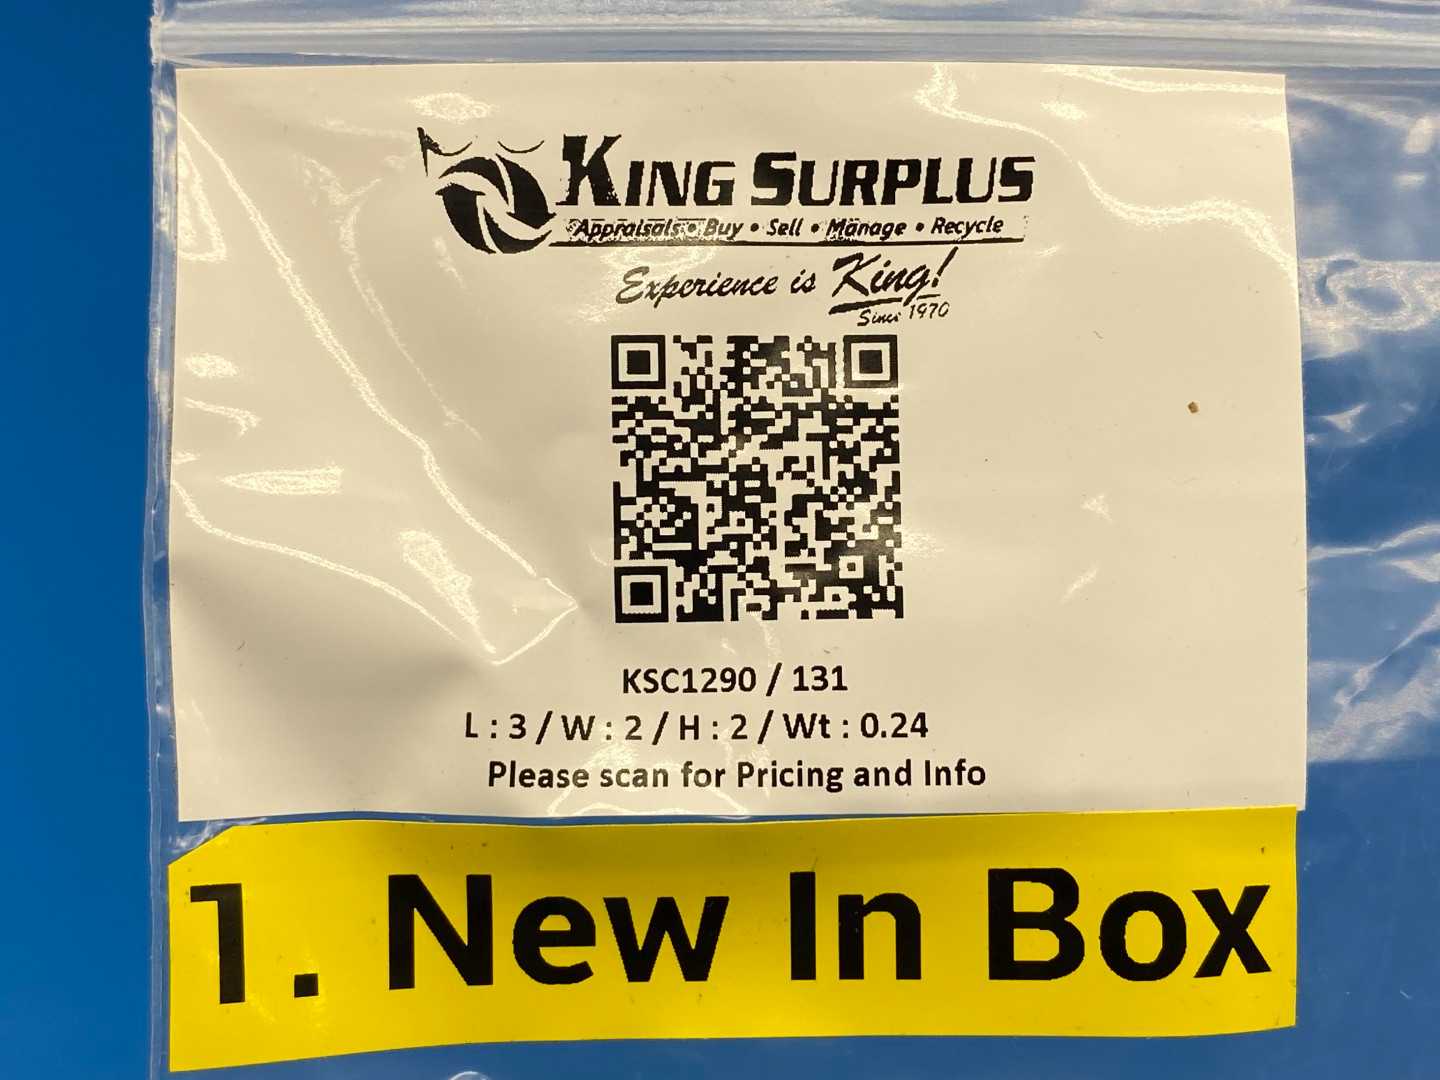 KING SURPLUS
Appraisals • Buy • Sell • Manage • Recycle
Experience is King!
Since 1970
KSC1290 / 131
L : 3 / W : 2 / H : 2 / Wt : 0.24
Please scan for Pricing and Info
1. New In Box